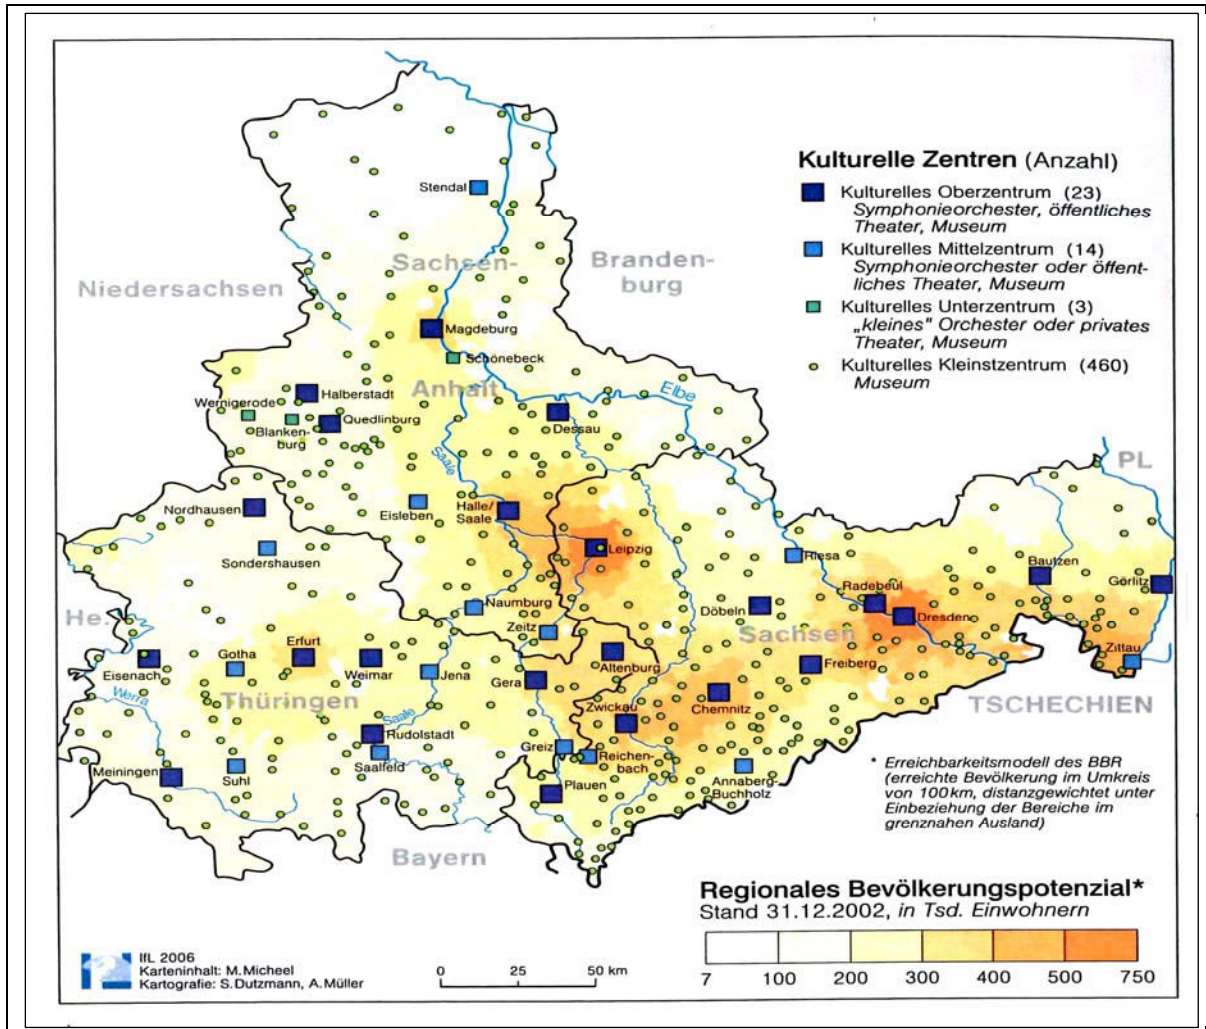 Kulturelle Zentren (Anzahl)
Kulturelles Oberzentrum (23)
Symphonieorchester, öffentliches
Theater, Museum
Kulturelles Mittelzentrum (14)
Symphonieorchester oder öffent-
liches Theater, Museum
Kulturelles Unterzentrum (3)
„kleines" Orchester oder privates
Theater, Museum
Kulturelles Kleinstzentrum (460)
Museum
Stendal
Sachsen-
Branden-
burg
Niedersachsen
Magdeburg
Schönebeck
Anhalt
Elbe
Halberstadt
Wernigerode
Quedlinburg
Blanken-
burg
Dessau
Saale
PL
Nordhausen
Eisleben
Halle/
Saale
Sondershausen
Leipzig
Riesa
Bautzen
Görlitz
Radebeul
Naumburg
Döbeln
Dresden
He.
Zeitz
Sachsen
Erfurt
Zittau
Gotha
Eisenach
Weimar
Jena
Gera
Altenburg
Freiberg
Werra
Thüringen
Zwickau
Chemnitz
TSCHECHIEN
Saale
Rudolstadt
Greiz
Reichen-
bach
Saalfeld
Meiningen
Suhl
Plauen
Annaberg-
Buchholz
Bayern
* Erreichbarkeitsmodell des BBR
(erreichte Bevölkerung im Umkreis
von 100km, distanzgewichtet unter
Einbeziehung der Bereiche im
grenznahen Ausland)
Regionales Bevölkerungspotenzial*
Stand 31.12.2002, in Tsd. Einwohnern
7 100 200 300 400 500 750
IfL 2006
Karteninhalt: M.Micheel
Kartografie: S.Dutzmann, A.Müller
0 25 50 km